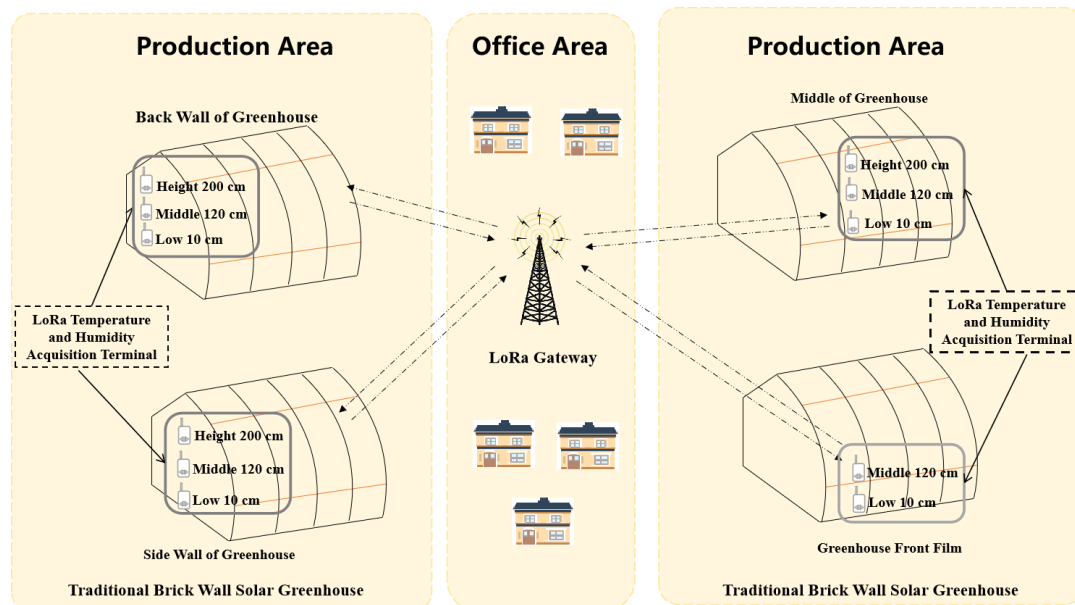 Production Area
Back Wall of Greenhouse
Height 200 cm
Middle 120 cm
Low 10 cm
LoRa Temperature
and Humidity
Acquisition Terminal
Height 200 cm
Middle 120 cm
Low 10 cm
Side Wall of Greenhouse
Traditional Brick Wall Solar Greenhouse
Office Area
LoRa Gateway
Production Area
Middle of Greenhouse
Height 200 cm
Middle 120 cm
Low 10 cm
LoRa Temperature
and Humidity
Acquisition Terminal
Middle 120 cm
Low 10 cm
Greenhouse Front Film
Traditional Brick Wall Solar Greenhouse